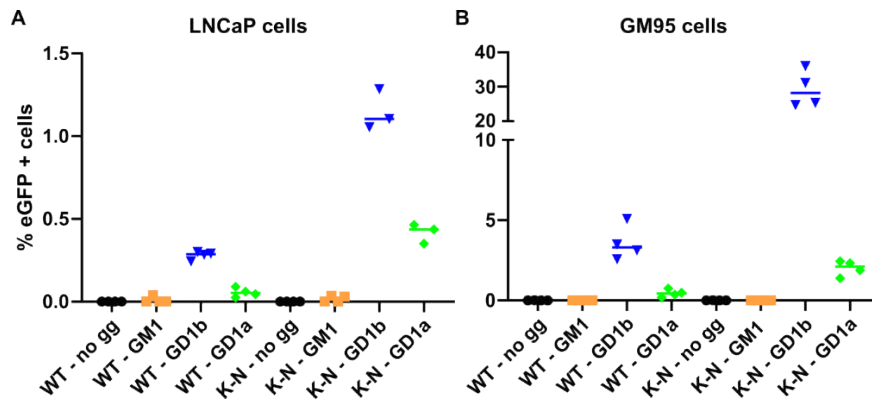 A
LNCaP cells
B
GM95 cells
% eGFP + cells
1.5
1.0
0.5
0.0
WT - no gg
WT - GM1
WT - GD1b
WT - GD1a
K-N - no gg
K-N - GM1
K-N - GD1b
K-N - GD1a
40
30
20
10
5
0
WT - no gg
WT - GM1
WT - GD1b
WT - GD1a
K-N - no gg
K-N - GM1
K-N - GD1b
K-N - GD1a